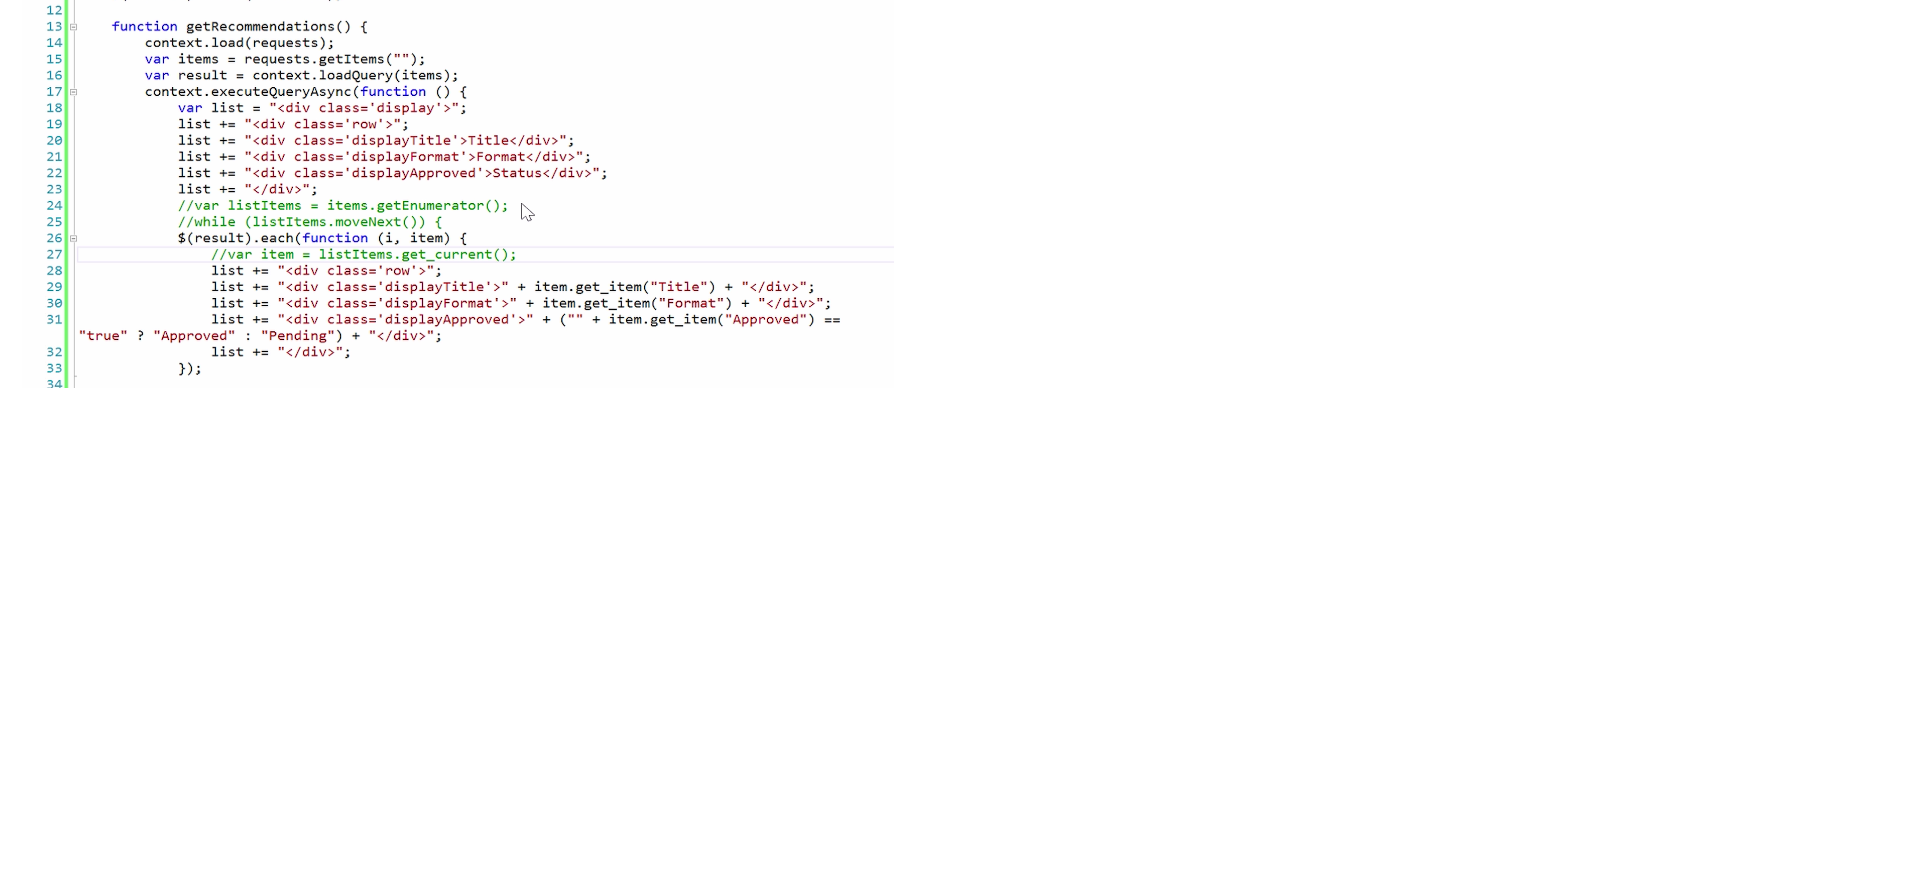 12
13 function getRecommendations() {
14 context.load(requests);
15 var items = requests.getItems("");
16 var result = context.loadQuery(items);
17 context.executeQueryAsync(function () {
18 var list = "<div class='display'>";
19 list += "<div class='row'>";
20 list += "<div class='displayTitle'>Title</div>";
21 list += "<div class='displayFormat'>Format</div>";
22 list += "<div class='displayApproved'>Status</div>";
23 list += "</div>";
24 //var listItems = items.getEnumerator();
25 //while (listItems.moveNext()) {
26 $(result).each(function (i, item) {
27 //var item = listItems.get_current();
28 list += "<div class='row'>";
29 list += "<div class='displayTitle'>" + item.get_item("Title") + "</div>";
30 list += "<div class='displayFormat'>" + item.get_item("Format") + "</div>";
31 list += "<div class='displayApproved'>" + ("" + item.get_item("Approved") ==
"true" ? "Approved" : "Pending") + "</div>";
32 list += "</div>";
33 });
34